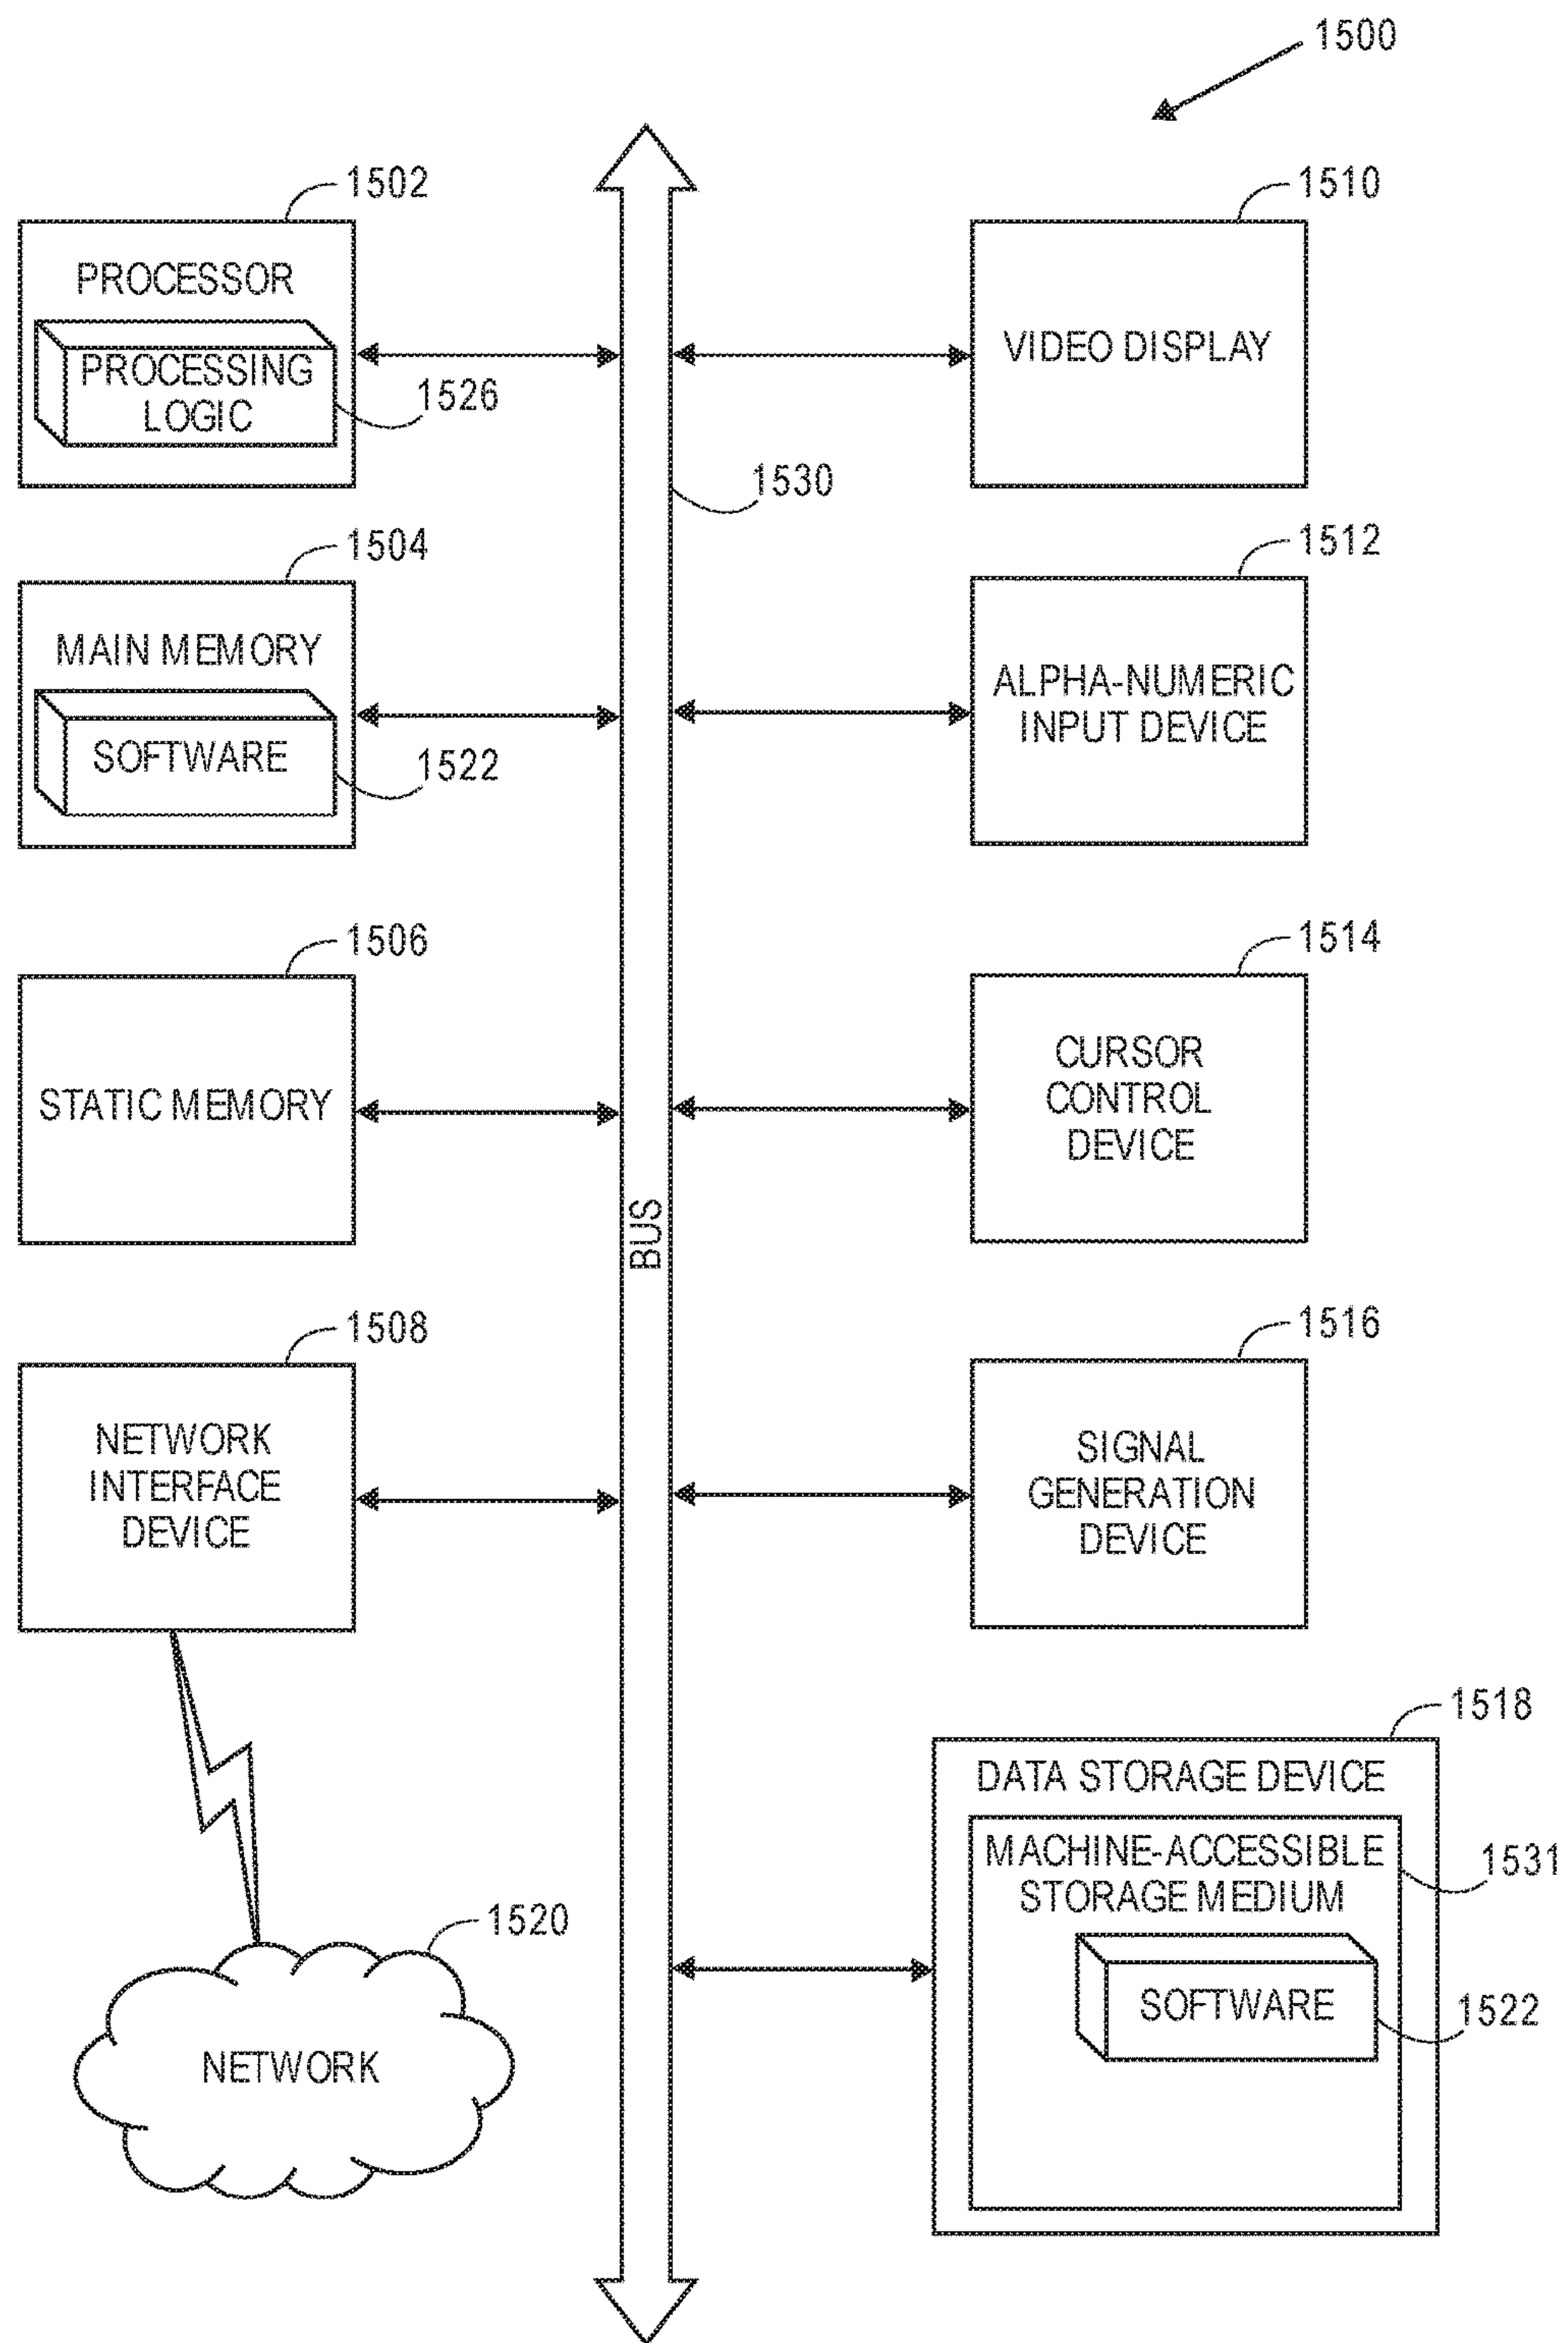 1500
1502
PROCESSOR
PROCESSING
LOGIC
1526
1504
MAIN MEMORY
SOFTWARE
1522
1506
STATIC MEMORY
1508
NETWORK
INTERFACE
DEVICE
1520
NETWORK
1530
BUS
1510
VIDEO DISPLAY
1512
ALPHA-NUMERIC
INPUT DEVICE
1514
CURSOR
CONTROL
DEVICE
1516
SIGNAL
GENERATION
DEVICE
1518
DATA STORAGE DEVICE
MACHINE-ACCESSIBLE
STORAGE MEDIUM
1531
SOFTWARE
1522